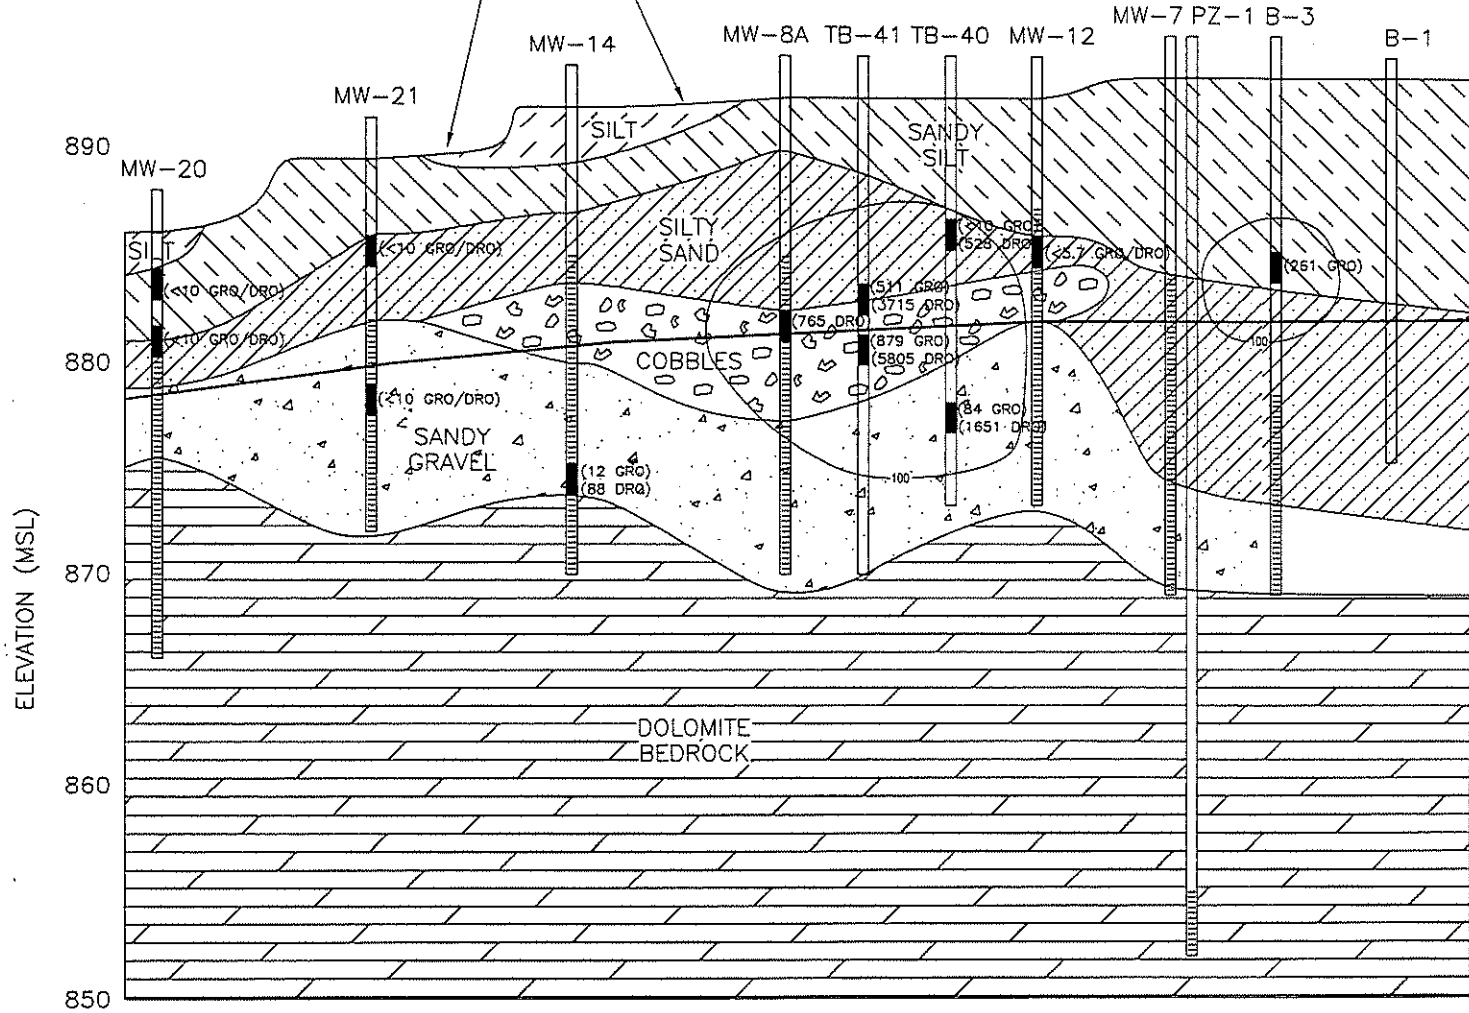 MW-7 PZ-1 B-3
MW-14
MW-8A TB-41 TB-40 MW-12
B-1
MW-21
MW-20
890
880
870
860
850
ELEVATION (MSL)
SILT
SANDY
SILT
SILT
SILTY
SAND
(<10 GRO/DRO)
(<10 GRO/DRO)
(<10 GRO/DRO)
(<10 GRO/DRO)
(<10 GRO)
(528 DRO)
(<5.7 GRO/DRO)
(261 GRO)
(511 GRO)
(3715 DRO)
(765 DRO)
(879 GRO)
(5805 DRO)
100
COBBLES
(84 GRO)
(1651 DRO)
SANDY
GRAVEL
(12 GRO)
(88 DRO)
100
DOLOMITE
BEDROCK